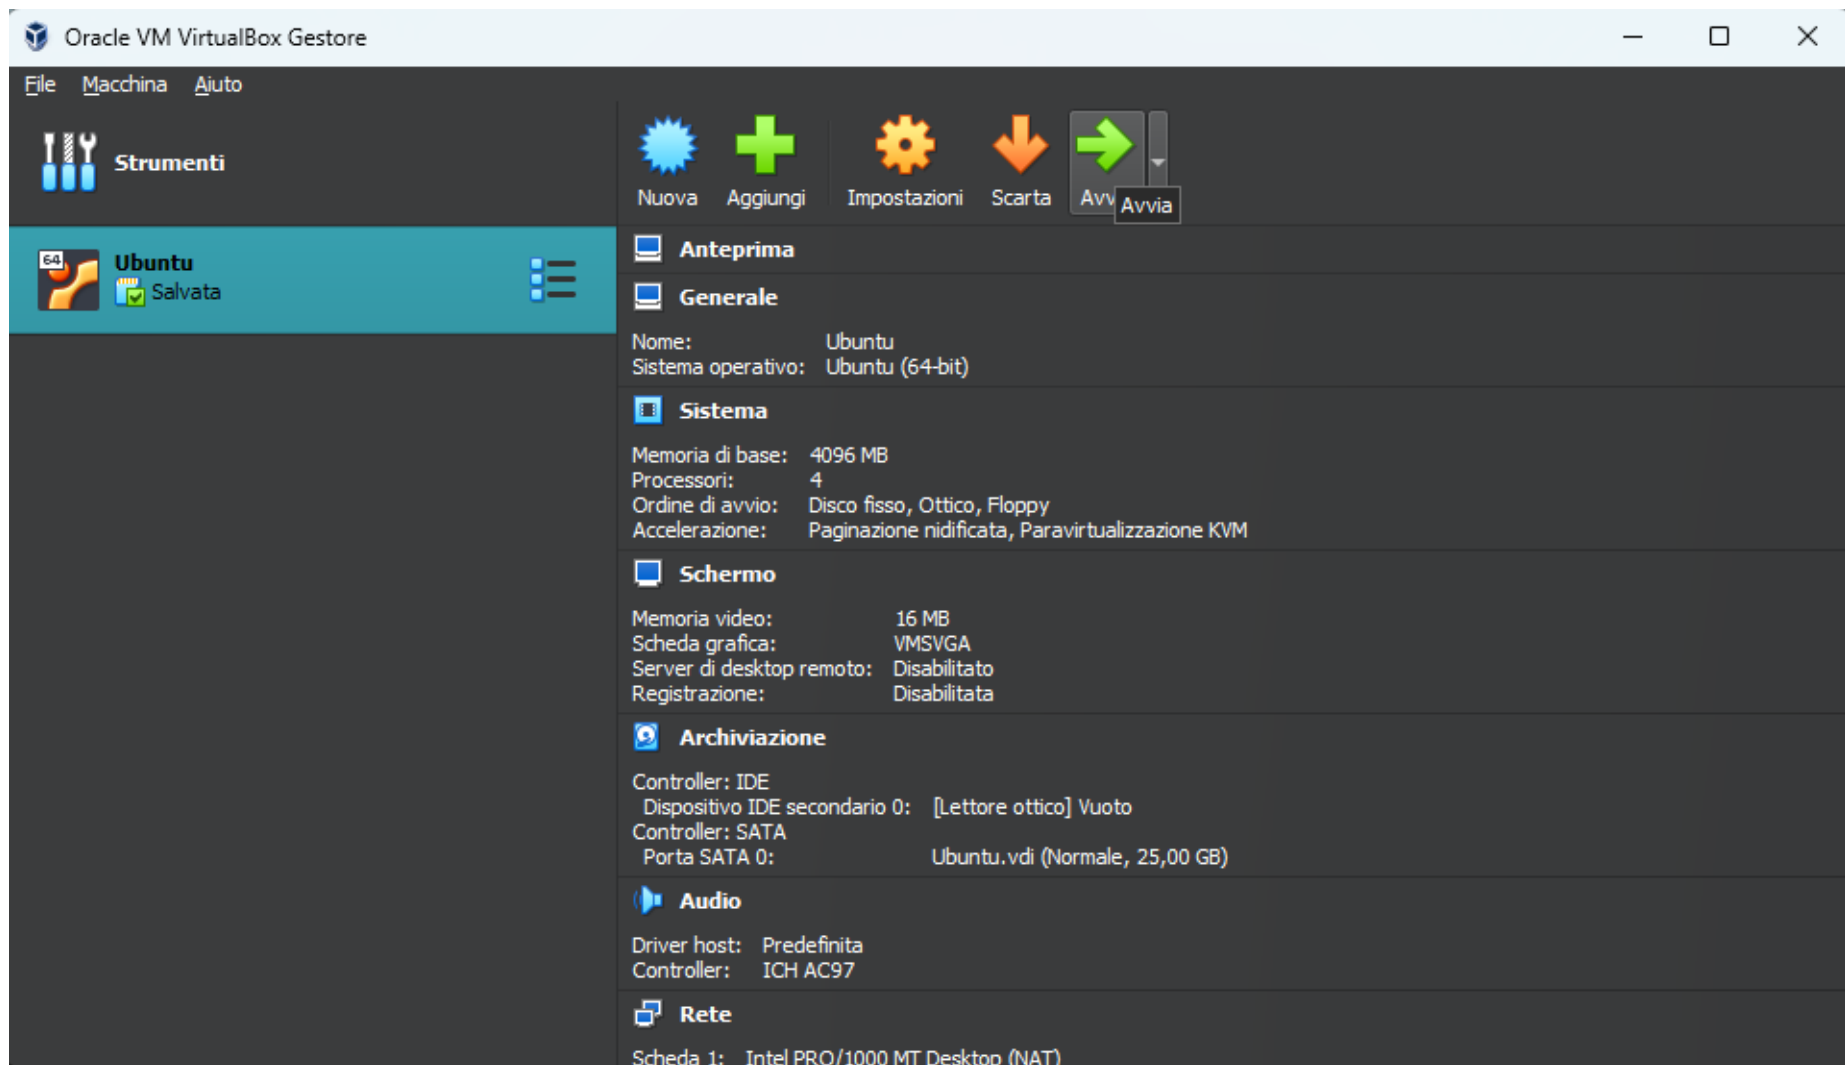 Oracle VM VirtualBox Gestore
File Macchina Aiuto
Strumenti
Nuova Aggiungi Impostazioni Scarta Avv
Avvia
64
Ubuntu
Salvata
Anteprima
Generale
Nome: Ubuntu
Sistema operativo: Ubuntu (64-bit)
Sistema
Memoria di base: 4096 MB
Processori: 4
Ordine di avvio: Disco fisso, Ottico, Floppy
Accelerazione: Paginazione nidificata, Paravirtualizzazione KVM
Schermo
Memoria video: 16 MB
Scheda grafica: VMSVGA
Server di desktop remoto: Disabilitato
Registrazione: Disabilitata
Archiviazione
Controller: IDE
Dispositivo IDE secondario 0: [Lettore ottico] Vuoto
Controller: SATA
Porta SATA 0: Ubuntu.vdi (Normale, 25,00 GB)
Audio
Driver host: Predefinita
Controller: ICH AC97
Rete
Scheda 1: Intel PRO/1000 MT Desktop (NAT)